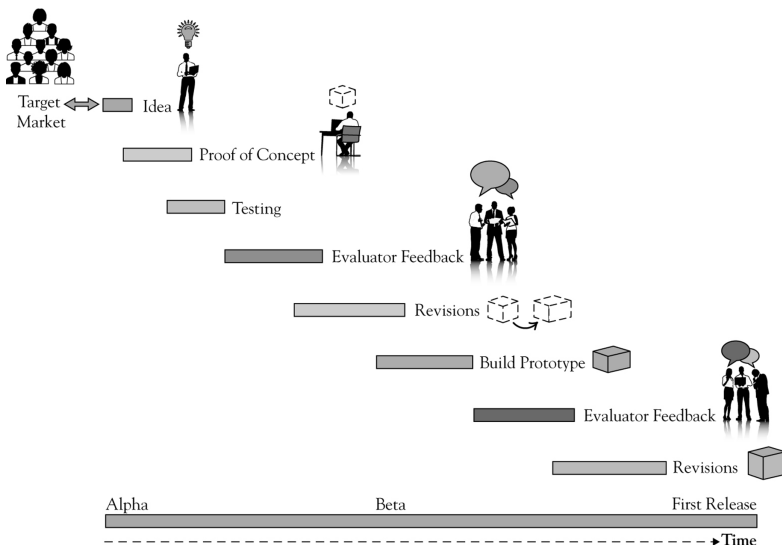 Target
Market
Idea
Proof of Concept
Testing
Evaluator Feedback
Revisions
Build Prototype
Evaluator Feedback
Revisions
Alpha Beta First Release
Time